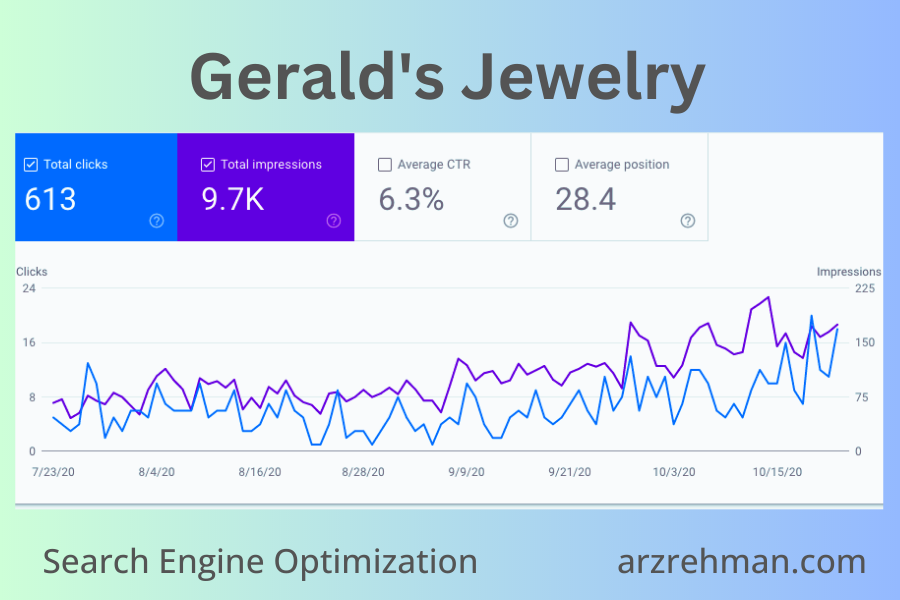 Gerald's Jewelry
Total clicks Total impressions Average CTR Average position
613 9.7K 6.3% 28.4
Clicks Impressions
24 225
16 150
8 75
0 0
7/23/20 8/4/20 8/16/20 8/28/20 9/9/20 9/21/20 10/3/20 10/15/20
Search Engine Optimization arzrehman.com